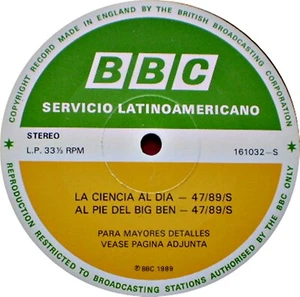 COPYRIGHT RECORD MADE IN ENGLAND BY THE BRITISH BROADCASTING CORPORATION
BBC
SERVICIO LATINOAMERICANO
STEREO
L.P. 33⅓ RPM
161032-S
LA CIENCIA AL DIA – 47/89/S
AL PIE DEL BIG BEN – 47/89/S
PARA MAYORES DETALLES
VEASE PAGINA ADJUNTA
℗ BBC 1989
REPRODUCTION RESTRICTED TO BROADCASTING STATIONS AUTHORISED BY THE BBC ONLY